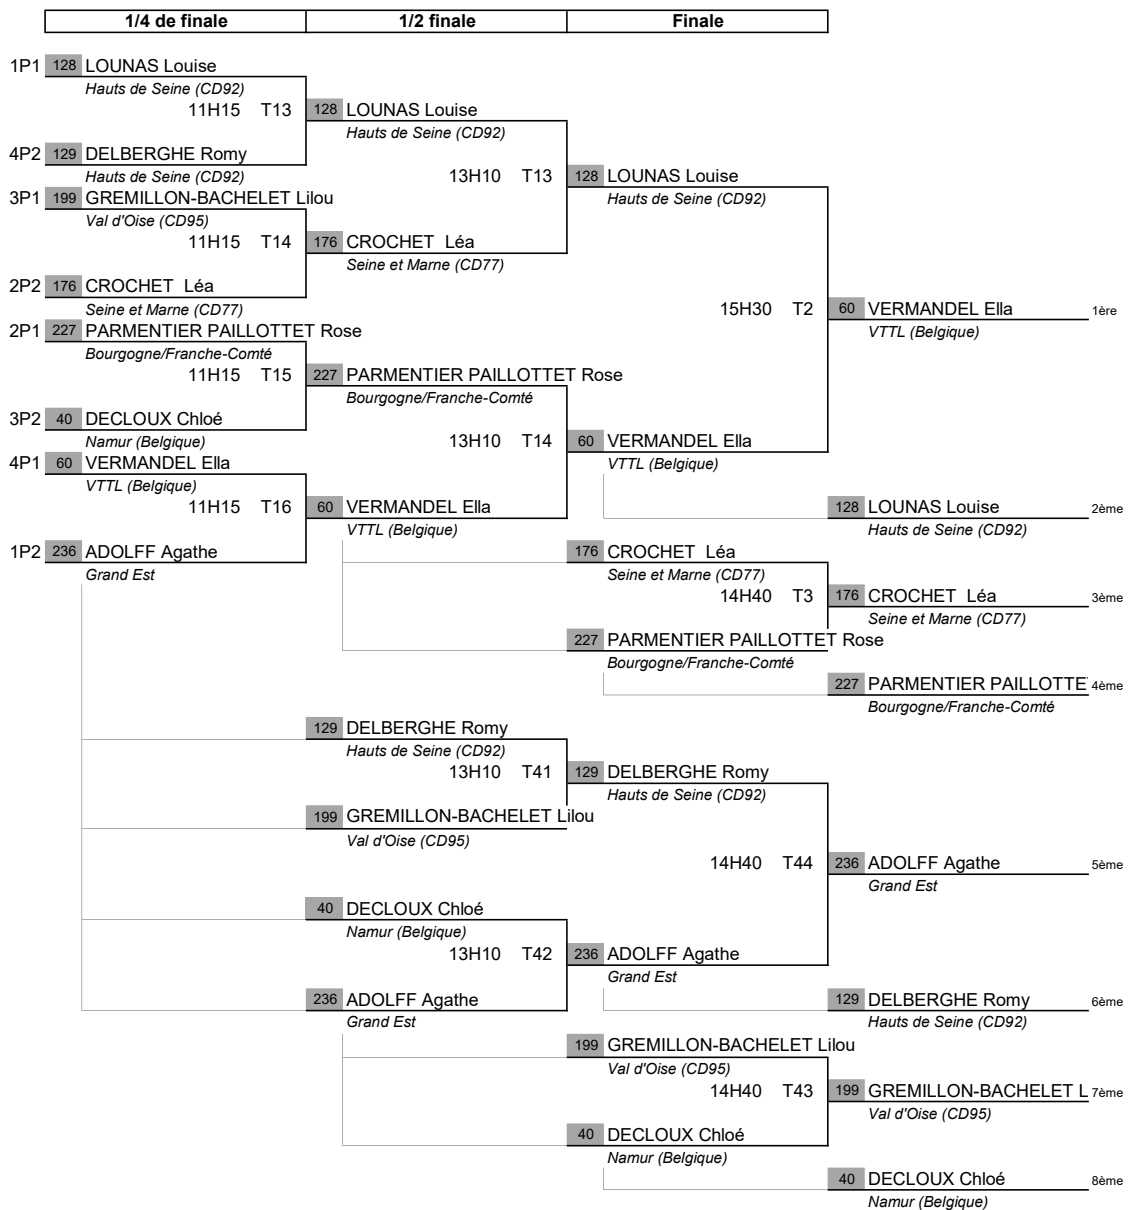 1/4 de finale 1/2 finale Finale
1P1 128 LOUNAS Louise
Hauts de Seine (CD92)
11H15 T13 128 LOUNAS Louise
Hauts de Seine (CD92)
4P2 129 DELBERGHE Romy
Hauts de Seine (CD92)
13H10 T13 128 LOUNAS Louise
Hauts de Seine (CD92)
3P1 199 GREMILLON-BACHELET Lilou
Val d'Oise (CD95)
11H15 T14 176 CROCHET Léa
Seine et Marne (CD77)
2P2 176 CROCHET Léa
Seine et Marne (CD77)
15H30 T2 60 VERMANDEL Ella 1ère
VTTL (Belgique)
2P1 227 PARMENTIER PAILLOTTET Rose
Bourgogne/Franche-Comté
11H15 T15 227 PARMENTIER PAILLOTTET Rose
Bourgogne/Franche-Comté
3P2 40 DECLOUX Chloé
Namur (Belgique)
13H10 T14 60 VERMANDEL Ella
VTTL (Belgique)
4P1 60 VERMANDEL Ella
VTTL (Belgique)
11H15 T16 60 VERMANDEL Ella
VTTL (Belgique)
128 LOUNAS Louise 2ème
Hauts de Seine (CD92)
1P2 236 ADOLFF Agathe
Grand Est
176 CROCHET Léa
Seine et Marne (CD77)
14H40 T3 176 CROCHET Léa 3ème
Seine et Marne (CD77)
227 PARMENTIER PAILLOTTET Rose
Bourgogne/Franche-Comté
227 PARMENTIER PAILLOTTE 4ème
Bourgogne/Franche-Comté
129 DELBERGHE Romy
Hauts de Seine (CD92)
13H10 T41 129 DELBERGHE Romy
Hauts de Seine (CD92)
199 GREMILLON-BACHELET Lilou
Val d'Oise (CD95)
14H40 T44 236 ADOLFF Agathe 5ème
Grand Est
40 DECLOUX Chloé
Namur (Belgique)
13H10 T42 236 ADOLFF Agathe
Grand Est
236 ADOLFF Agathe
Grand Est
129 DELBERGHE Romy 6ème
Hauts de Seine (CD92)
199 GREMILLON-BACHELET Lilou
Val d'Oise (CD95)
14H40 T43 199 GREMILLON-BACHELET L 7ème
Val d'Oise (CD95)
40 DECLOUX Chloé
Namur (Belgique)
40 DECLOUX Chloé 8ème
Namur (Belgique)